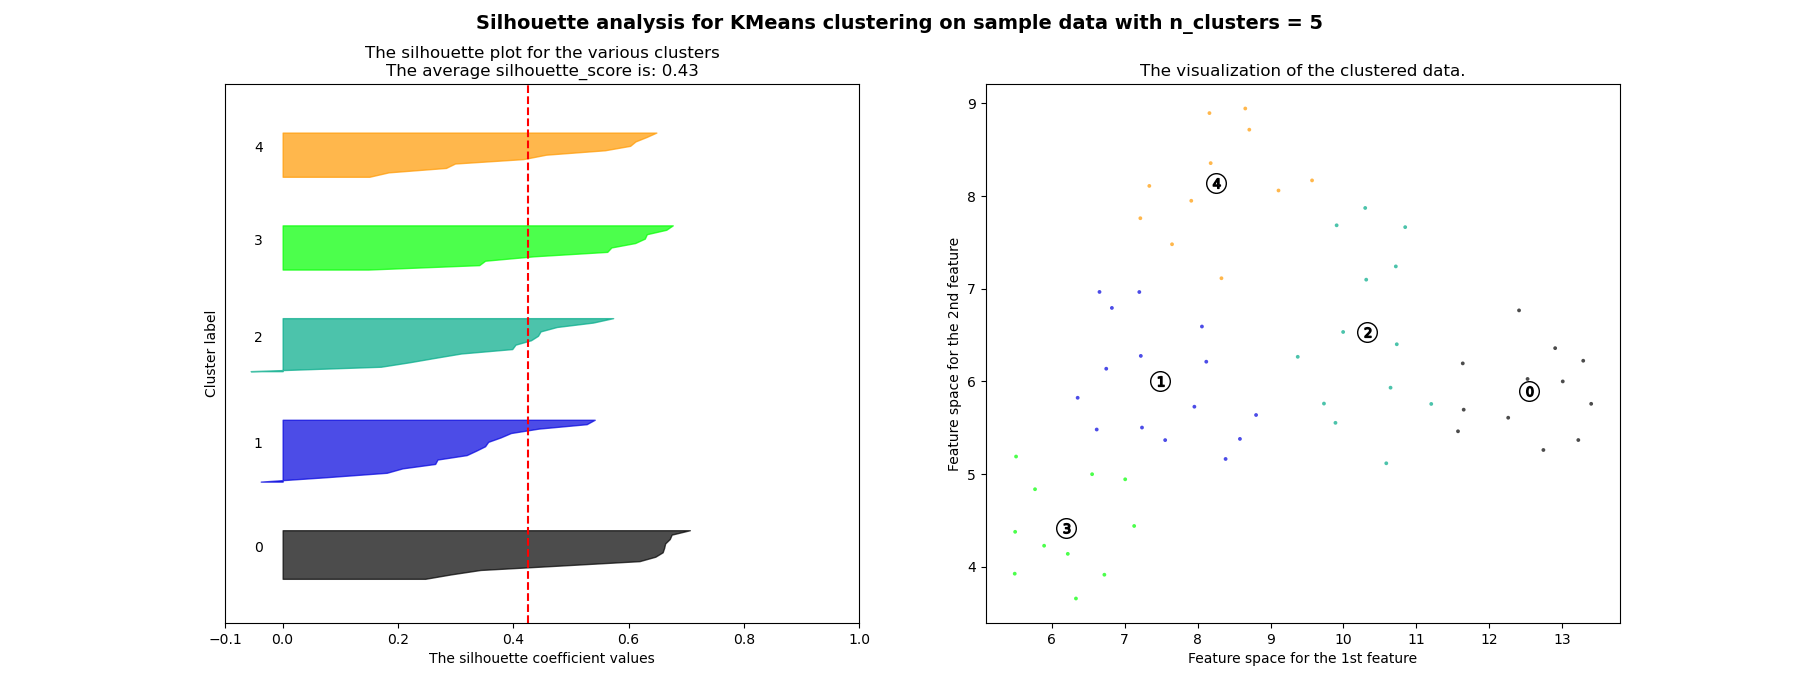 Silhouette analysis for KMeans clustering on sample data with n_clusters = 5
The silhouette plot for the various clusters
The average silhouette_score is: 0.43
Cluster label
4
3
2
1
0
−0.1 0.0 0.2 0.4 0.6 0.8 1.0
The silhouette coefficient values
The visualization of the clustered data.
Feature space for the 2nd feature
9
8
7
6
5
4
4
2
1
0
3
6 7 8 9 10 11 12 13
Feature space for the 1st feature